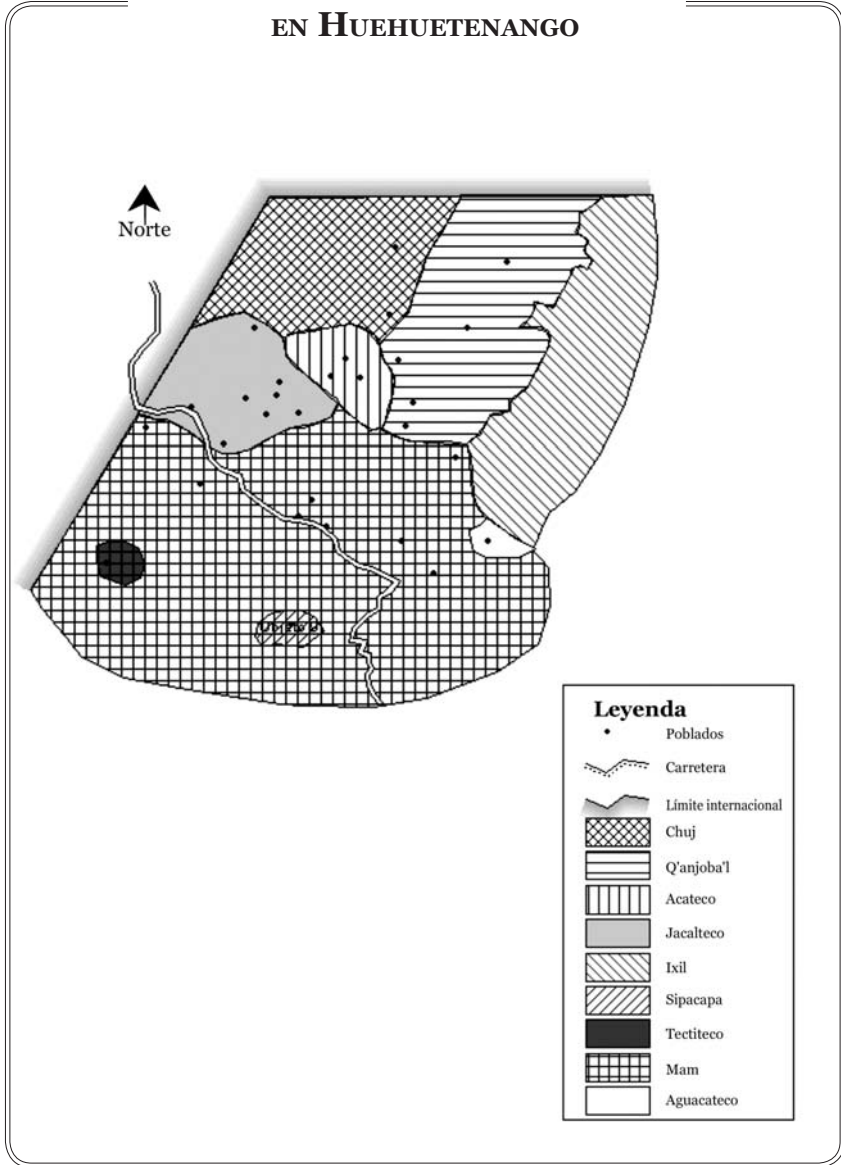 EN HUEHUETENANGO
Norte
Leyenda
Poblados
Carretera
Límite internacional
Chuj
Q'anjoba'l
Acateco
Jacalteco
Ixil
Sipacapa
Tectiteco
Mam
Aguacateco